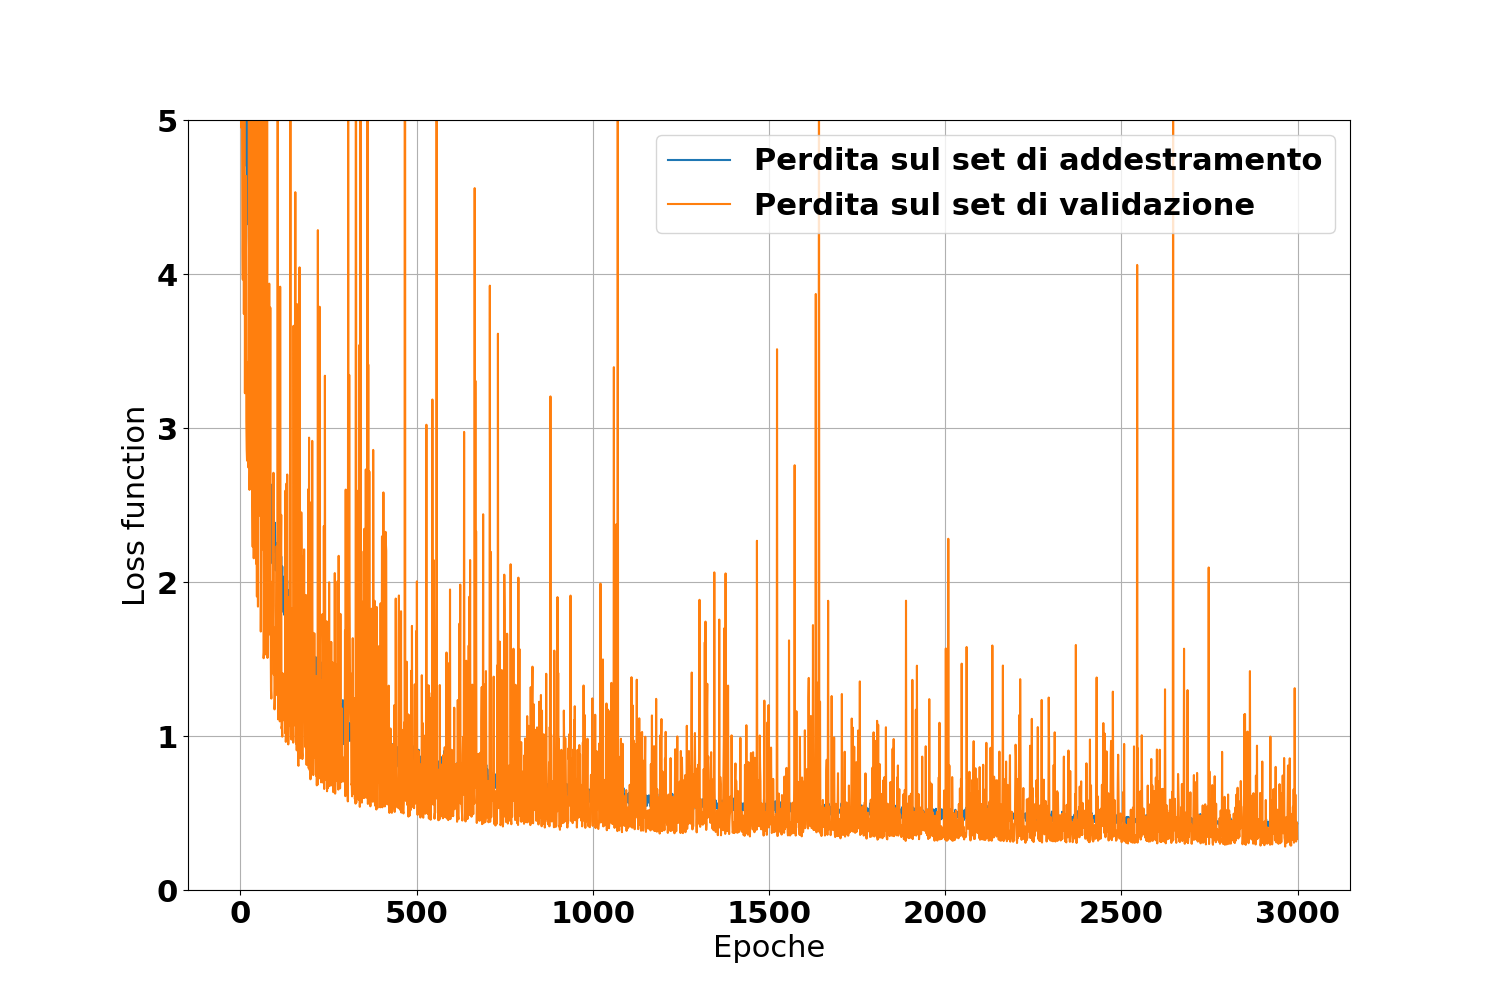 Perdita sul set di addestramento
Perdita sul set di validazione
5
4
3
2
1
0
Loss function
0 500 1000 1500 2000 2500 3000
Epoche